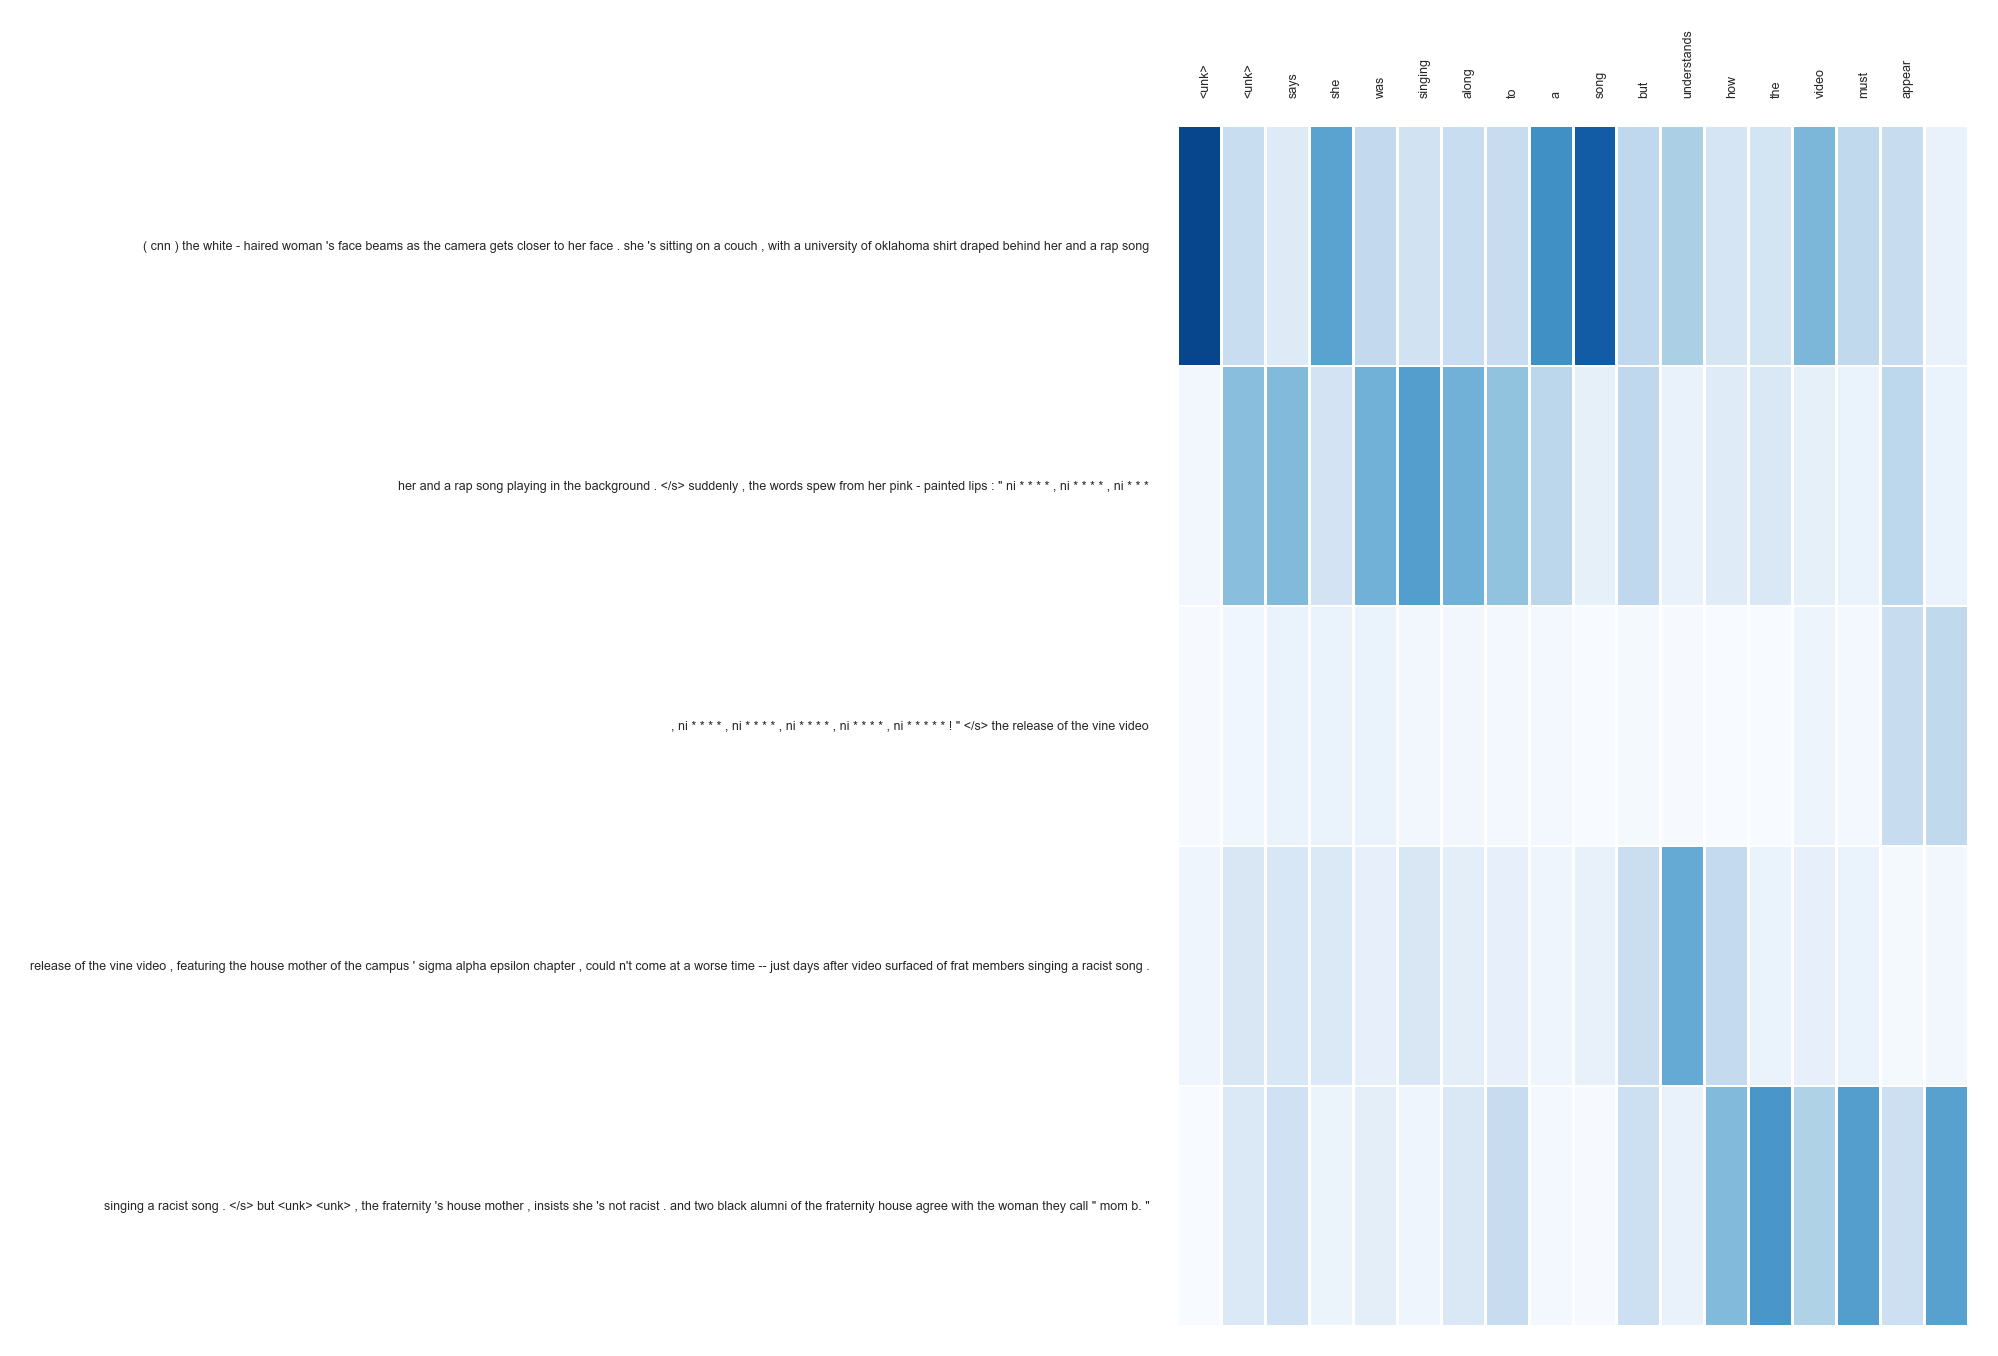 <unk>
<unk>
says
she
was
singing
along
to
a
song
but
understands
how
the
video
must
appear
( cnn ) the white - haired woman 's face beams as the camera gets closer to her face . she 's sitting on a couch , with a university of oklahoma shirt draped behind her and a rap song
her and a rap song playing in the background . </s> suddenly , the words spew from her pink - painted lips : " ni * * * * , ni * * * * , ni * * *
, ni * * * * , ni * * * * , ni * * * * , ni * * * * , ni * * * * * ! " </s> the release of the vine video
release of the vine video , featuring the house mother of the campus ' sigma alpha epsilon chapter , could n't come at a worse time -- just days after video surfaced of frat members singing a racist song .
singing a racist song . </s> but <unk> <unk> , the fraternity 's house mother , insists she 's not racist . and two black alumni of the fraternity house agree with the woman they call " mom b. "